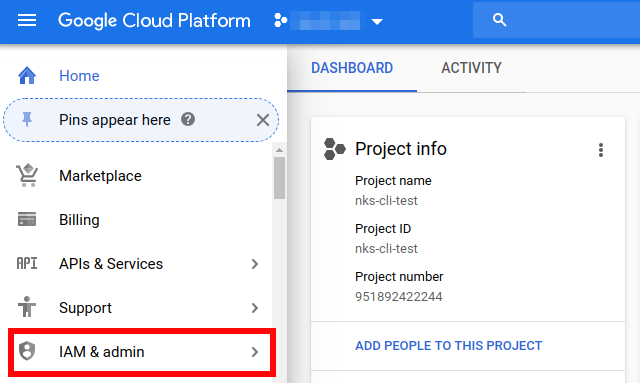 Google Cloud Platform
Home
Pins appear here
Marketplace
Billing
API APIs & Services
Support
IAM & admin
DASHBOARD ACTIVITY
Project info
Project name
nks-cli-test
Project ID
nks-cli-test
Project number
951892422244
ADD PEOPLE TO THIS PROJECT